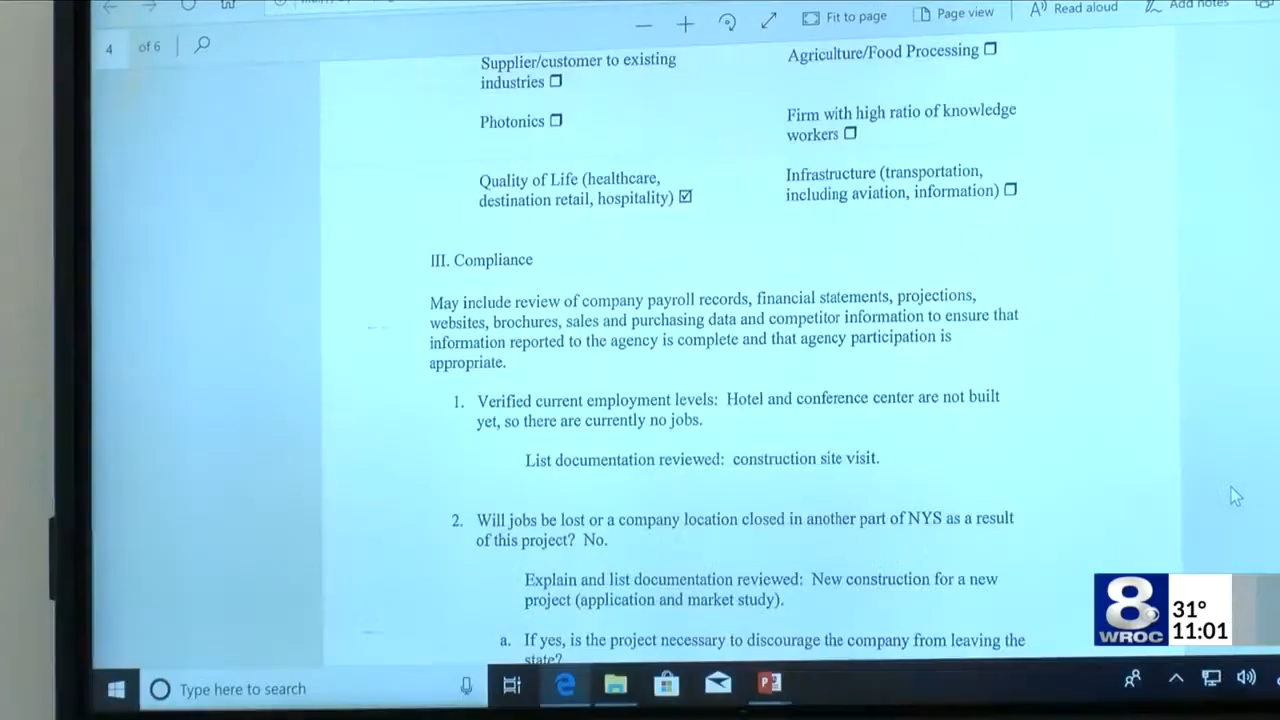 4 of 6
Fit to page
Page view
Read aloud
Add notes
Supplier/customer to existing
industries ☐
Agriculture/Food Processing ☐
Photonics ☐
Firm with high ratio of knowledge
workers ☐
Quality of Life (healthcare,
destination retail, hospitality) ☑
Infrastructure (transportation,
including aviation, information) ☐
III. Compliance
May include review of company payroll records, financial statements, projections,
websites, brochures, sales and purchasing data and competitor information to ensure that
information reported to the agency is complete and that agency participation is
appropriate.
1. Verified current employment levels: Hotel and conference center are not built
yet, so there are currently no jobs.
List documentation reviewed: construction site visit.
2. Will jobs be lost or a company location closed in another part of NYS as a result
of this project? No.
Explain and list documentation reviewed: New construction for a new
project (application and market study).
a. If yes, is the project necessary to discourage the company from leaving the
state?
8
WROC
31°
11:01
Type here to search